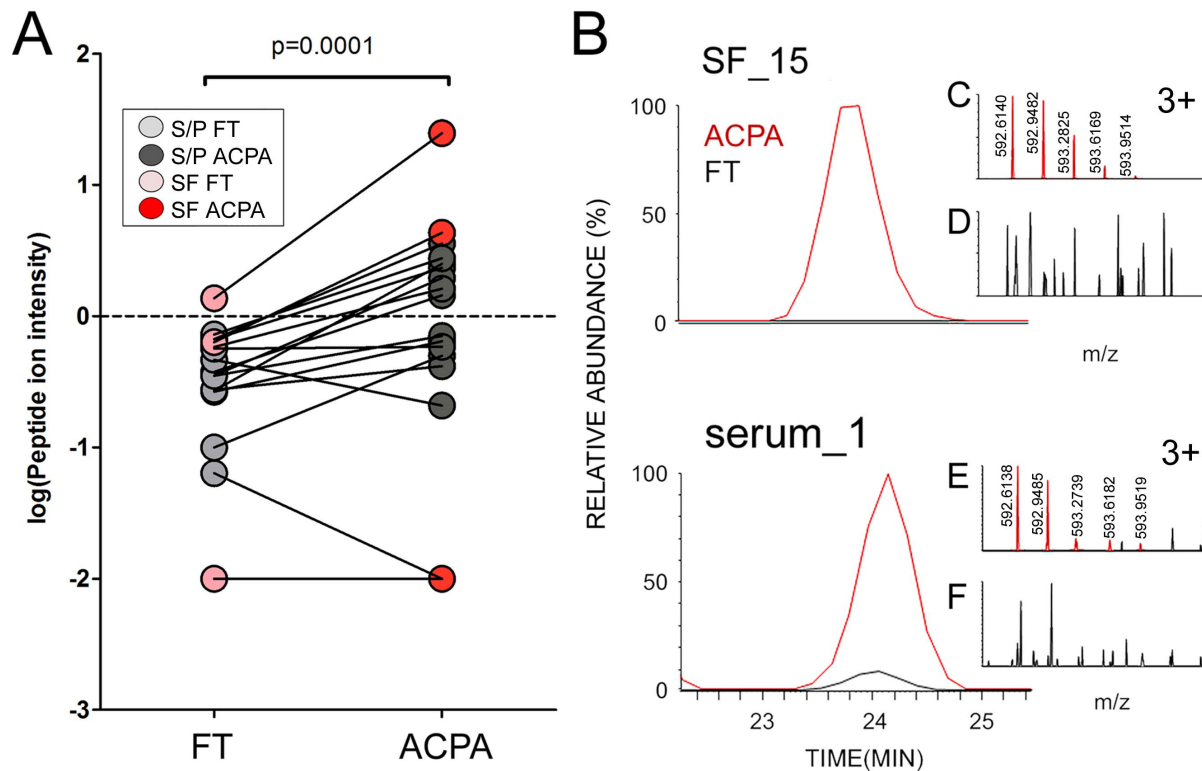 A
p=0.0001
2
1
0
-1
-2
-3
log(Peptide ion intensity)
S/P FT
S/P ACPA
SF FT
SF ACPA
FT
ACPA
B
SF_15
ACPA
FT
100
50
0
RELATIVE ABUNDANCE (%)
C
3+
592.6140
592.9482
593.2825
593.6169
593.9514
D
m/z
serum_1
100
50
0
23
24
25
TIME(MIN)
E
3+
592.6138
592.9485
593.2739
593.6182
593.9519
F
m/z